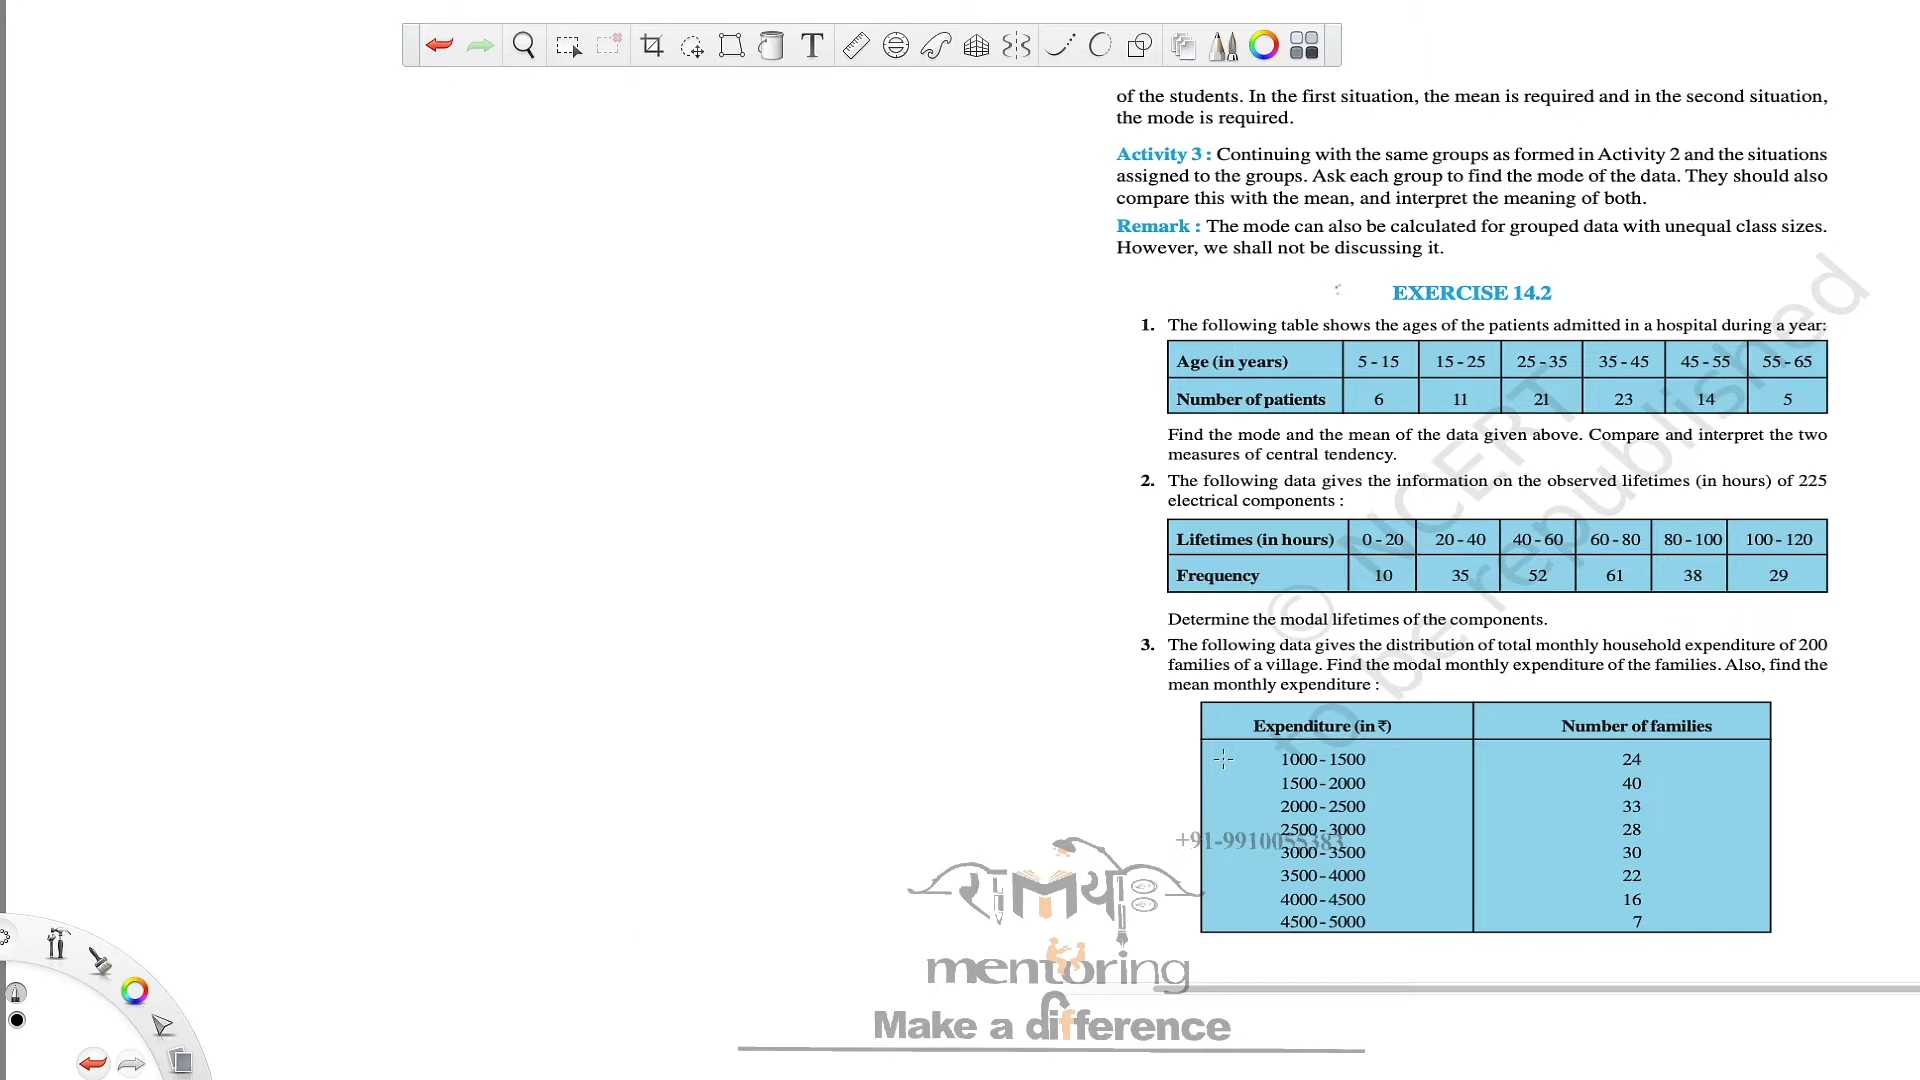 of the students. In the first situation, the mean is required and in the second situation,
the mode is required.
Activity 3 : Continuing with the same groups as formed in Activity 2 and the situations
assigned to the groups. Ask each group to find the mode of the data. They should also
compare this with the mean, and interpret the meaning of both.
Remark : The mode can also be calculated for grouped data with unequal class sizes.
However, we shall not be discussing it.
EXERCISE 14.2
1. The following table shows the ages of the patients admitted in a hospital during a year:
Age (in years) 5 - 15 15 - 25 25 - 35 35 - 45 45 - 55 55 - 65
Number of patients 6 11 21 23 14 5
Find the mode and the mean of the data given above. Compare and interpret the two
measures of central tendency.
2. The following data gives the information on the observed lifetimes (in hours) of 225
electrical components :
Lifetimes (in hours) 0 - 20 20 - 40 40 - 60 60 - 80 80 - 100 100 - 120
Frequency 10 35 52 61 38 29
Determine the modal lifetimes of the components.
3. The following data gives the distribution of total monthly household expenditure of 200
families of a village. Find the modal monthly expenditure of the families. Also, find the
mean monthly expenditure :
Expenditure (in ₹) Number of families
1000 - 1500 24
1500 - 2000 40
2000 - 2500 33
2500 - 3000 28
3000 - 3500 30
3500 - 4000 22
4000 - 4500 16
4500 - 5000 7
© NCERT
to be republished
+91-9910055383
mentoring
Make a difference